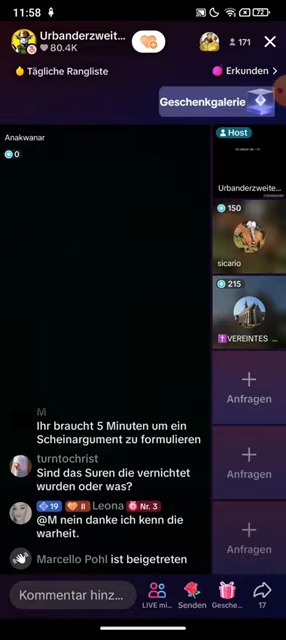 11:58
72
Urbanderzweit...
80.4K
171
Tägliche Rangliste
Erkunden >
Geschenkgalerie
Anakwanar
0
Host
Urbanderzweite...
150
sicario
215
VEREINTES ...
Anfragen
Anfragen
Anfragen
M
Ihr braucht 5 Minuten um ein
Scheinargument zu formulieren
turntochrist
Sind das Suren die vernichtet
wurden oder was?
19 II Leona Nr. 3
@M nein danke ich kenn die
warheit.
Marcello Pohl ist beigetreten
Kommentar hinz...
LIVE mi...
Senden
Gesche...
17